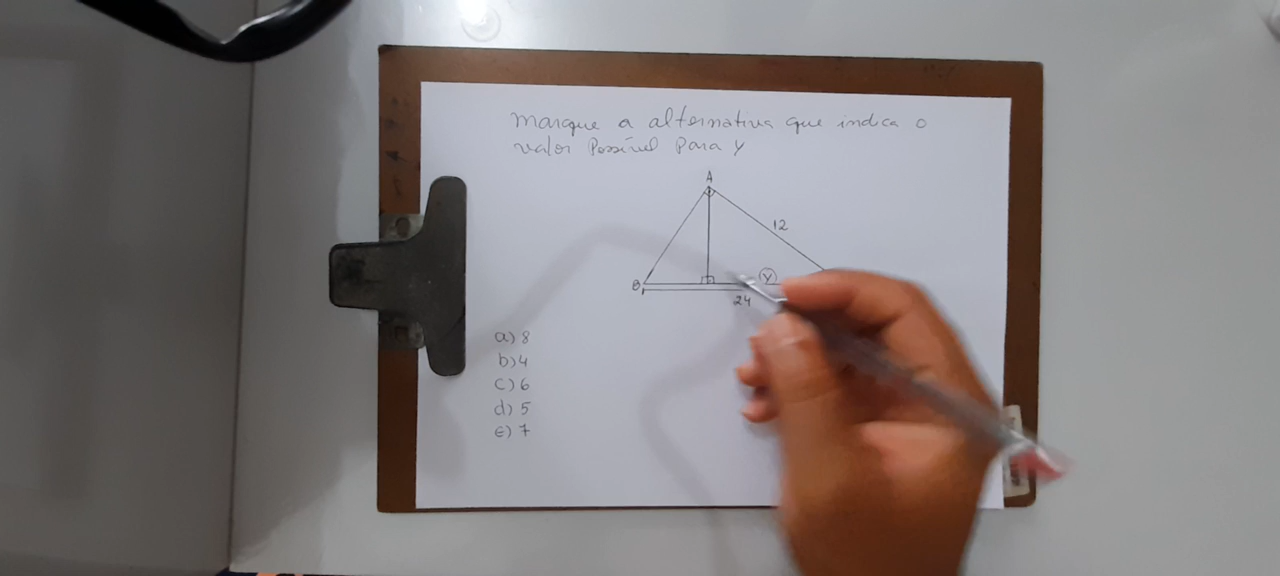 marque a alternativa que indica o
valor Possível Para y
A
12
B
y
24
a) 8
b) 4
c) 6
d) 5
e) 7